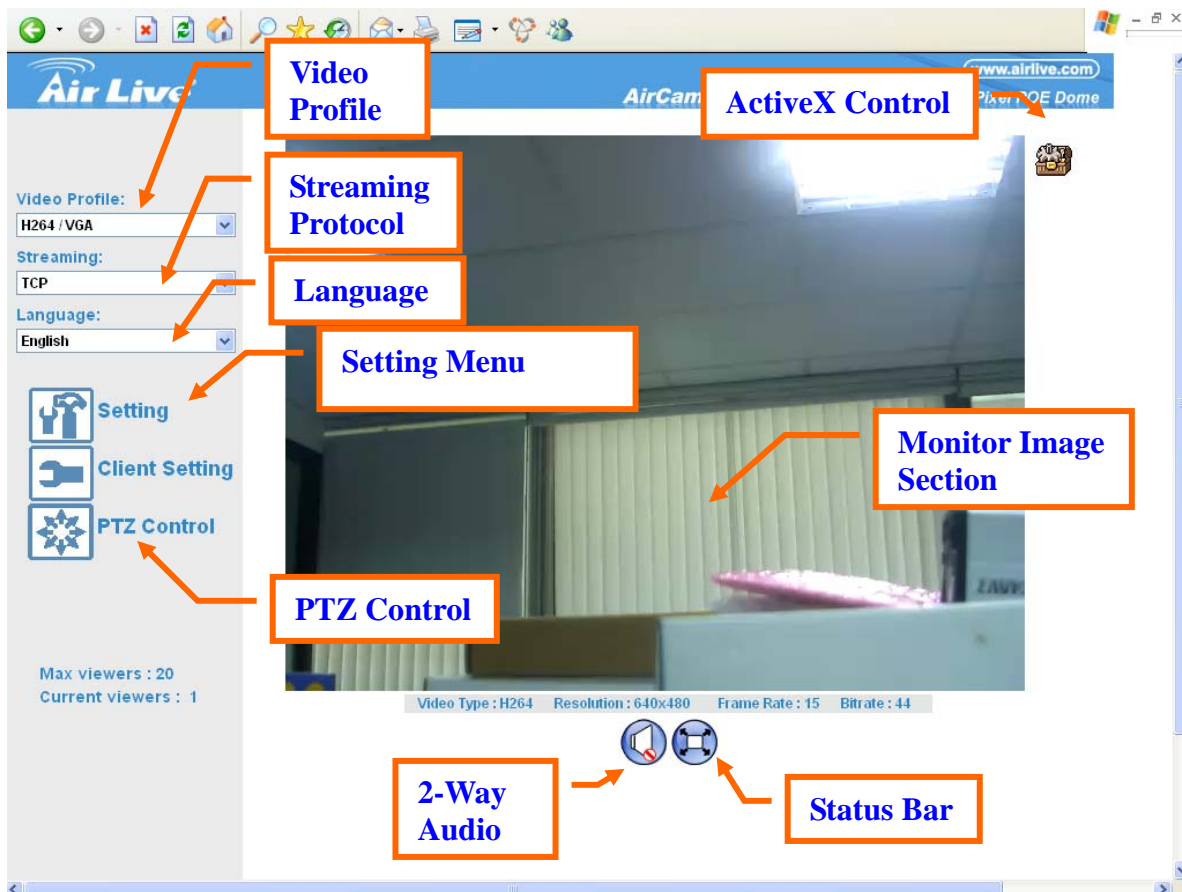 Air Live
www.airlive.com
AirCam
Pixel POE Dome
Video
Profile
ActiveX Control
Streaming
Protocol
Language
Setting Menu
Monitor Image
Section
PTZ Control
2-Way
Audio
Status Bar
Video Profile:
H264 / VGA
Streaming:
TCP
Language:
English
Setting
Client Setting
PTZ Control
Max viewers : 20
Current viewers : 1
Video Type : H264 Resolution : 640x480 Frame Rate : 15 Bitrate : 44